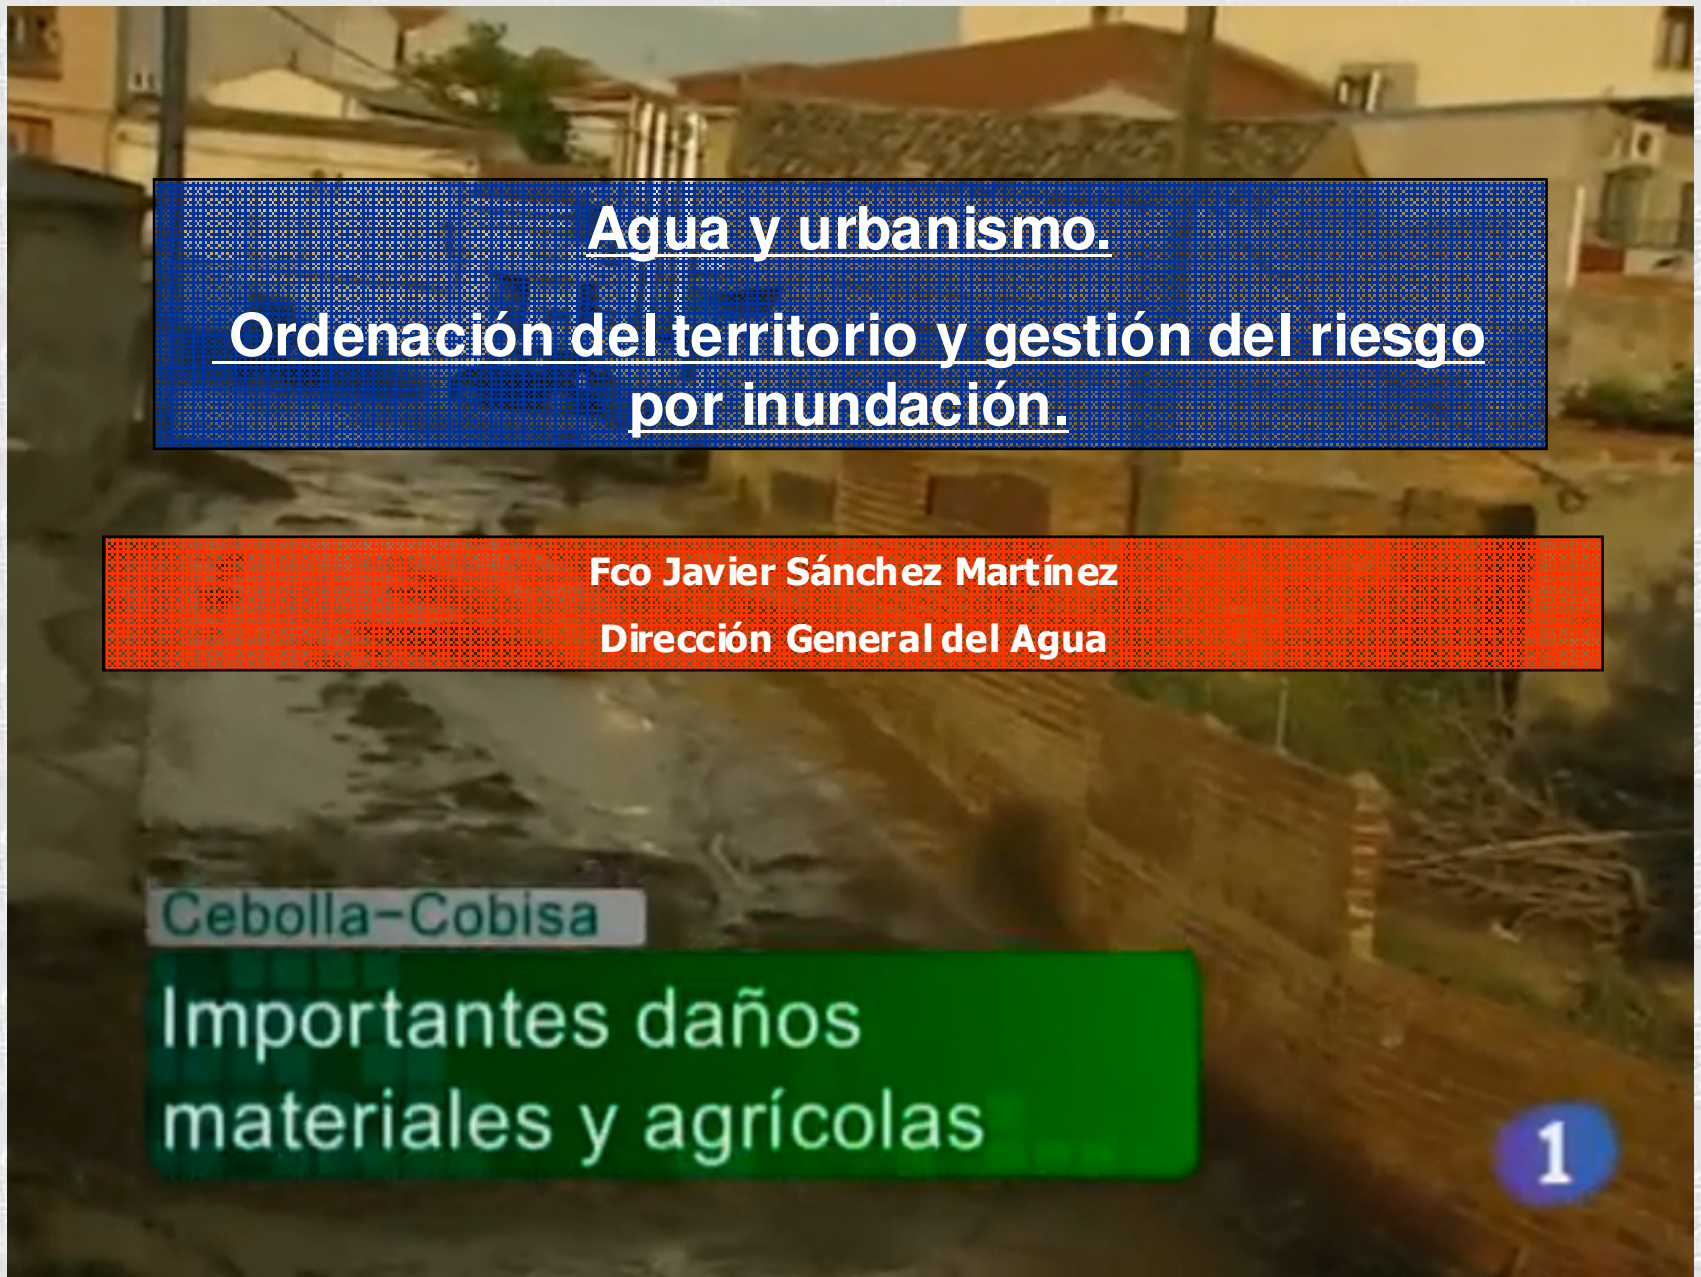 Agua y urbanismo.
Ordenación del territorio y gestión del riesgo
por inundación.
Fco Javier Sánchez Martínez
Dirección General del Agua
Cebolla-Cobisa
Importantes daños
materiales y agrícolas
1